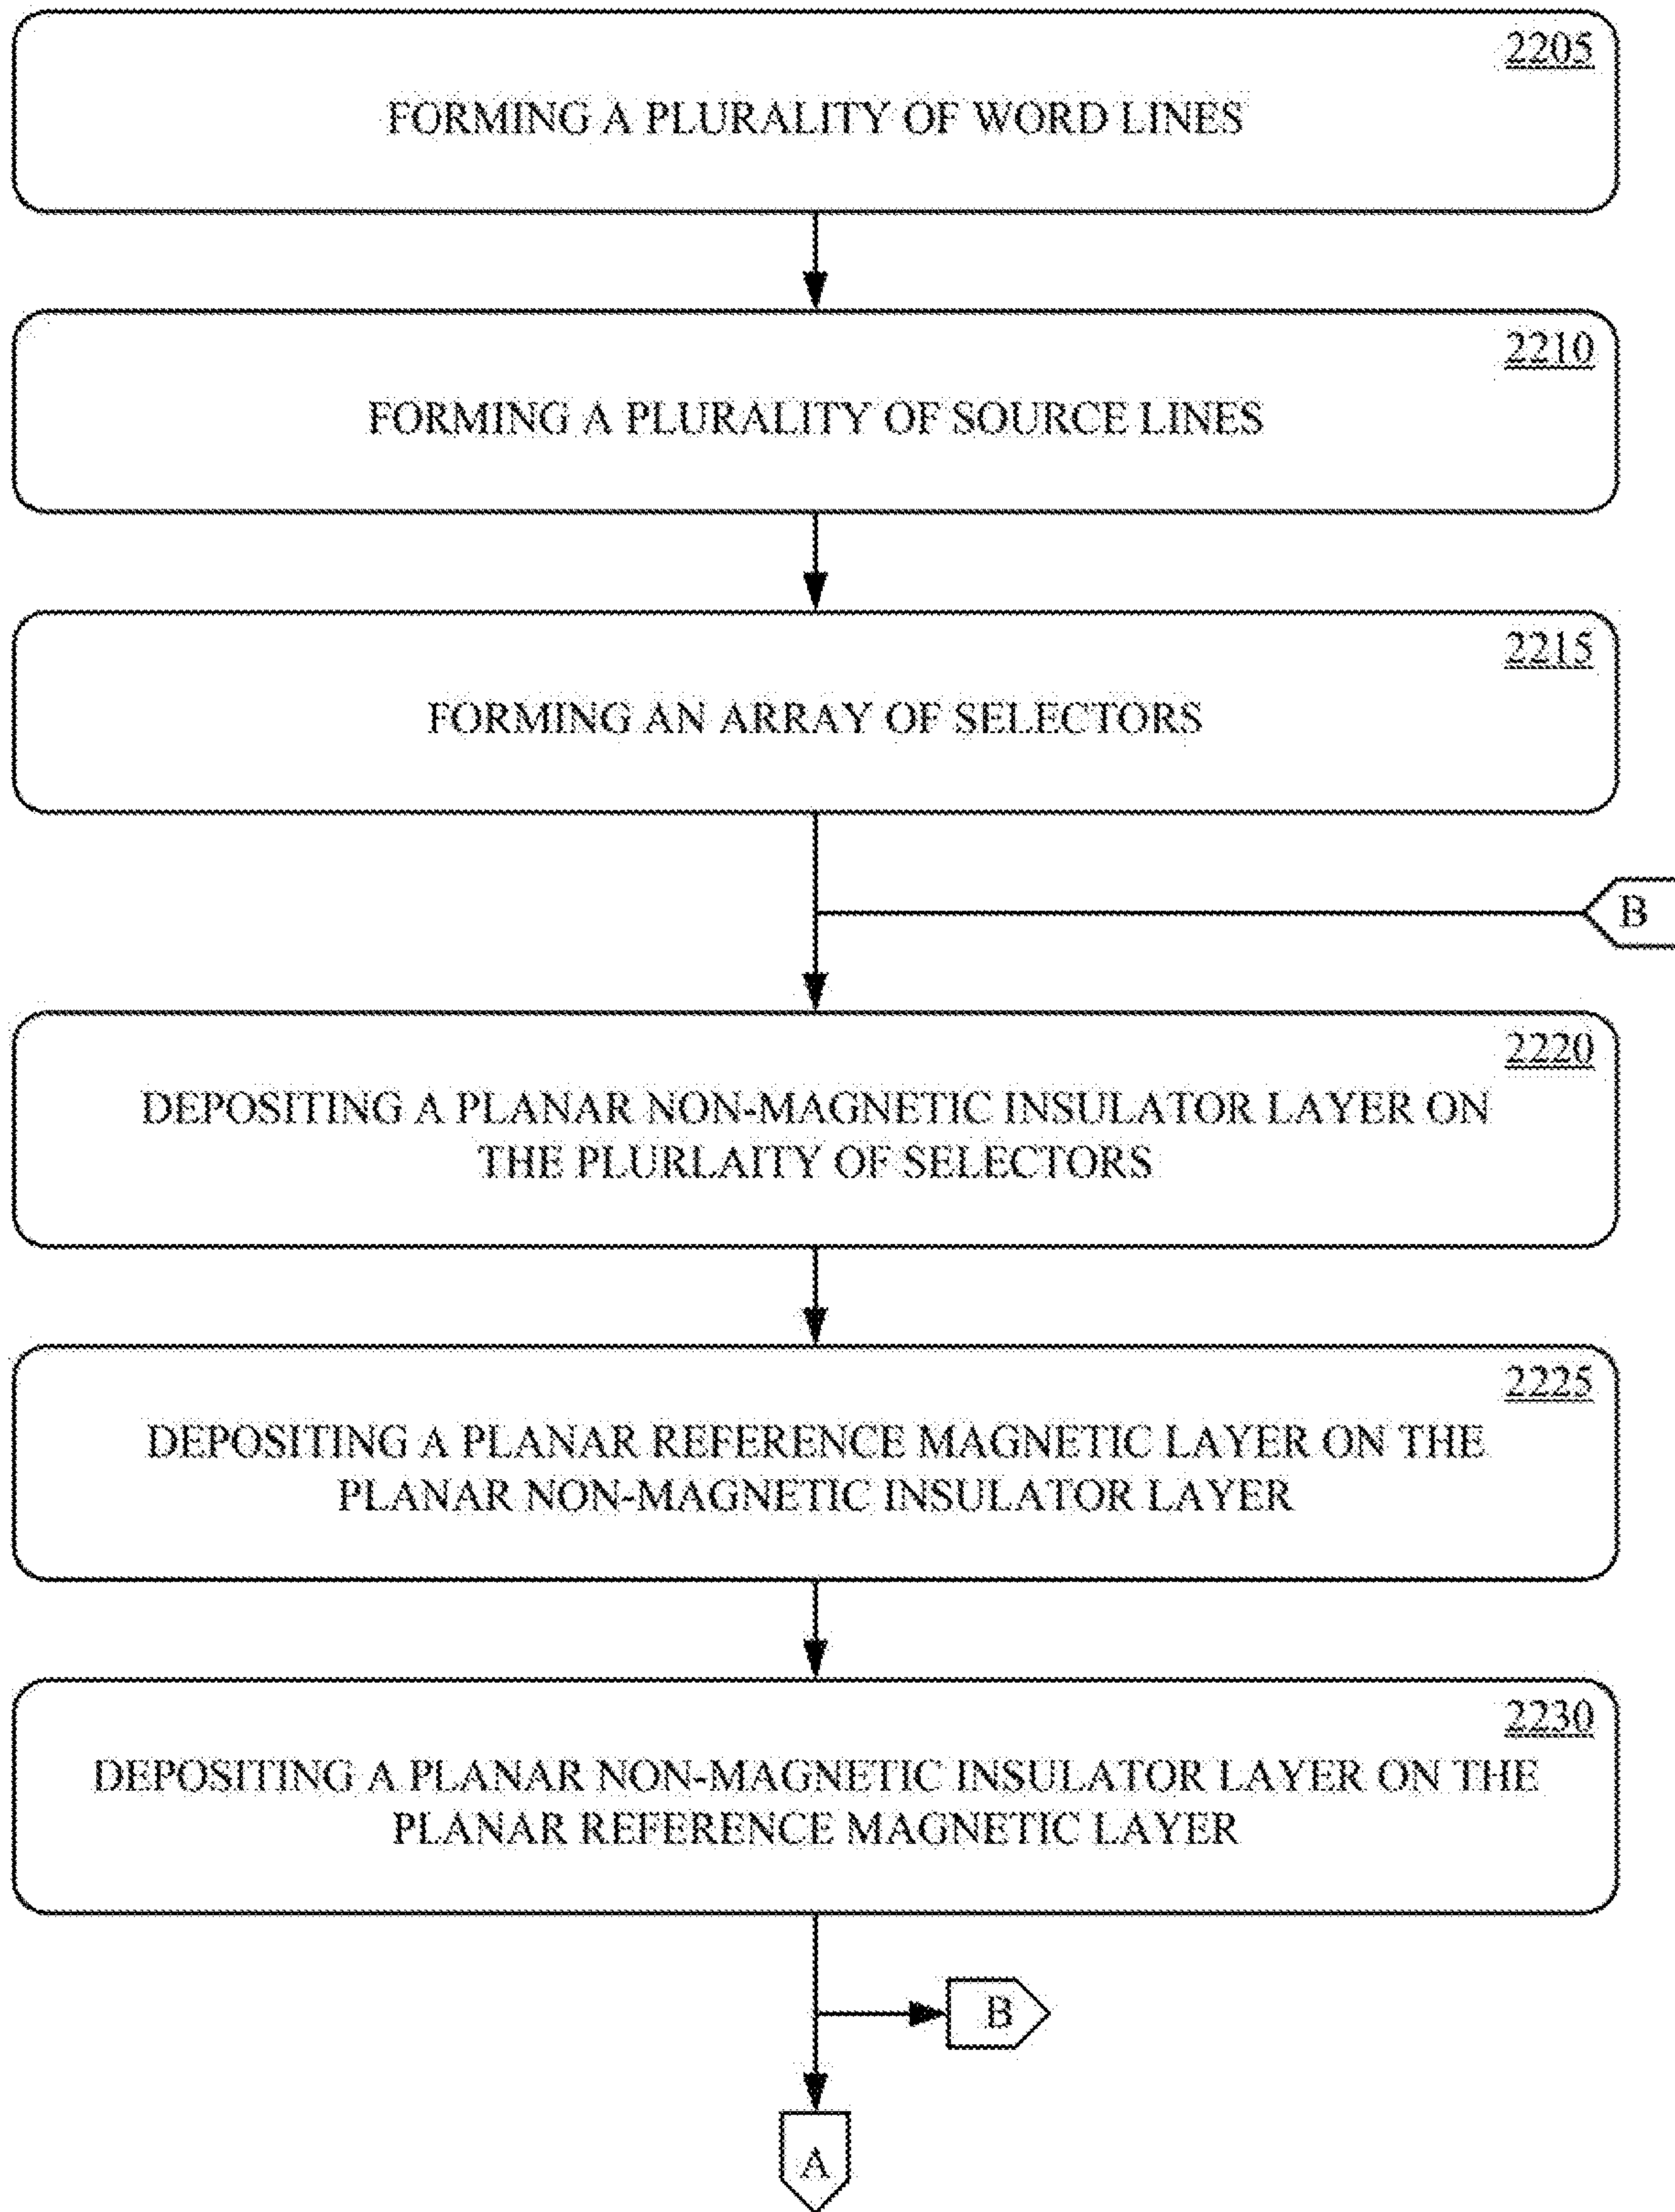 2205
FORMING A PLURALITY OF WORD LINES
2210
FORMING A PLURALITY OF SOURCE LINES
2215
FORMING AN ARRAY OF SELECTORS
B
2220
DEPOSITING A PLANAR NON-MAGNETIC INSULATOR LAYER ON
THE PLURLAITY OF SELECTORS
2225
DEPOSITING A PLANAR REFERENCE MAGNETIC LAYER ON THE
PLANAR NON-MAGNETIC INSULATOR LAYER
2230
DEPOSITING A PLANAR NON-MAGNETIC INSULATOR LAYER ON THE
PLANAR REFERENCE MAGNETIC LAYER
B
A